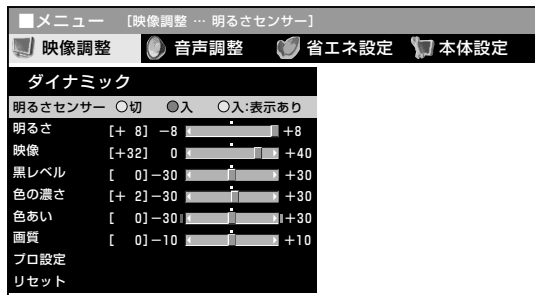 メニュー [映像調整 … 明るさセンサー]
映像調整 音声調整 省エネ設定 本体設定
ダイナミック
明るさセンサー ○切 ●入 ○入:表示あり
明るさ [+ 8] −8 +8
映像 [+32] 0 +40
黒レベル [ 0] −30 +30
色の濃さ [+ 2] −30 +30
色あい [ 0] −30 +30
画質 [ 0] −10 +10
プロ設定
リセット